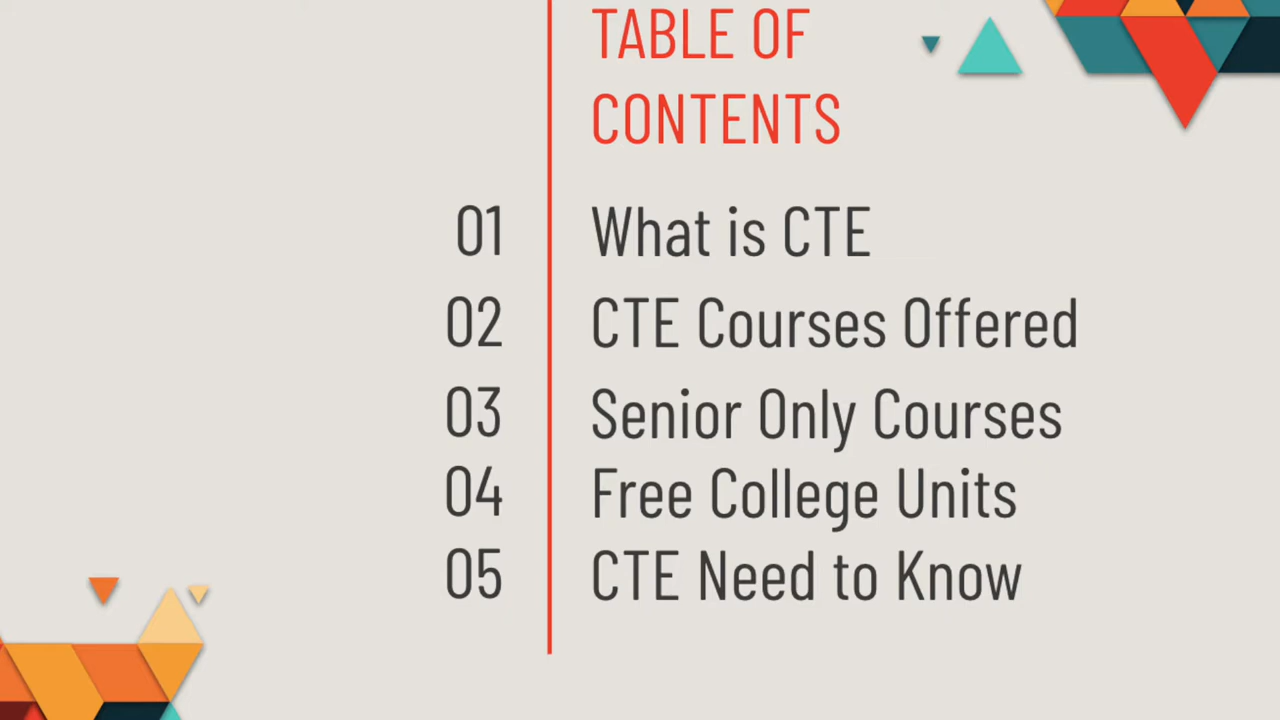 TABLE OF
CONTENTS
01 What is CTE
02 CTE Courses Offered
03 Senior Only Courses
04 Free College Units
05 CTE Need to Know